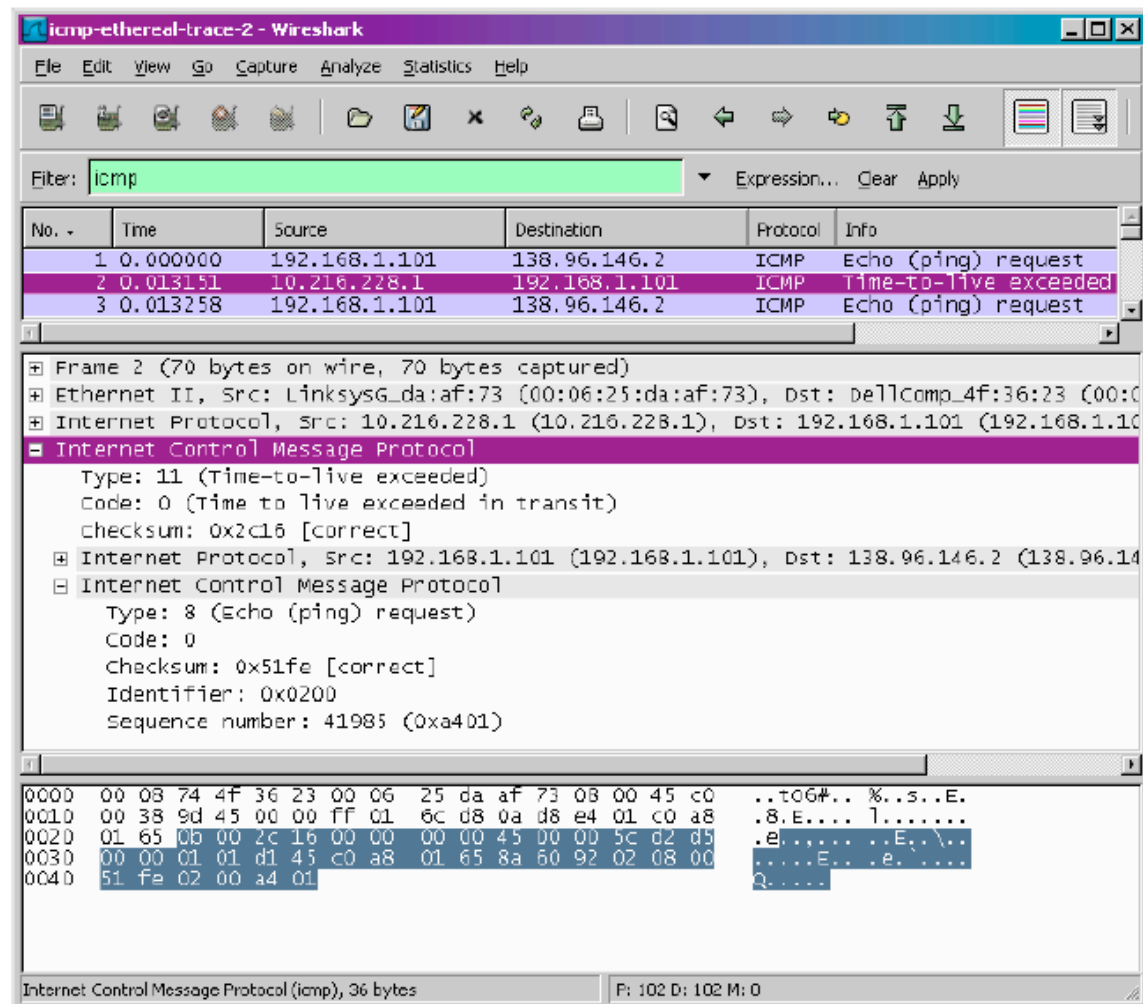 icmp-ethereal-trace-2 - Wireshark
File Edit View Go Capture Analyze Statistics Help
Filter: icmp Expression... Clear Apply
No. - Time Source Destination Protocol Info
1 0.000000 192.168.1.101 138.96.146.2 ICMP Echo (ping) request
2 0.013151 10.216.228.1 192.168.1.101 ICMP Time-to-live exceeded
3 0.013258 192.168.1.101 138.96.146.2 ICMP Echo (ping) request
Frame 2 (70 bytes on wire, 70 bytes captured)
Ethernet II, Src: LinksysG_da:af:73 (00:06:25:da:af:73), Dst: DellComp_4f:36:23 (00:0
Internet Protocol, Src: 10.216.228.1 (10.216.228.1), Dst: 192.168.1.101 (192.168.1.10
Internet Control Message Protocol
Type: 11 (Time-to-live exceeded)
Code: 0 (Time to live exceeded in transit)
Checksum: 0x2c16 [correct]
Internet Protocol, Src: 192.168.1.101 (192.168.1.101), Dst: 138.96.146.2 (138.96.14
Internet Control Message Protocol
Type: 8 (Echo (ping) request)
Code: 0
Checksum: 0x51fe [correct]
Identifier: 0x0200
Sequence number: 41985 (0xa401)
0000 00 08 74 4f 36 23 00 06 25 da af 73 08 00 45 c0 ..tO6#.. %..s..E.
0010 00 38 9d 45 00 00 ff 01 6c d8 0a d8 e4 01 c0 a8 .8.E.... l.......
0020 01 65 0b 00 2c 16 00 00 00 00 45 00 00 5c d2 d5 .e..,... ..E..\..
0030 00 00 01 01 d1 45 c0 a8 01 65 8a 60 92 02 08 00 .....E.. .e.`....
0040 51 fe 02 00 a4 01 Q.....
Internet Control Message Protocol (icmp), 36 bytes P: 102 D: 102 M: 0